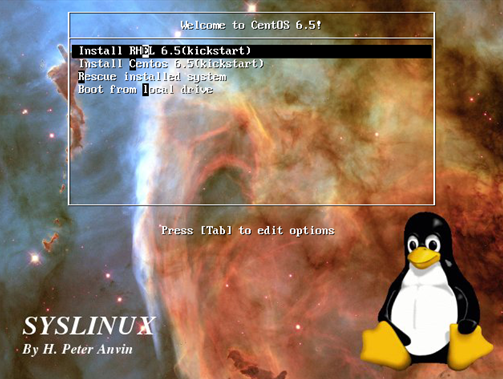 Welcome to CentOS 6.5!
Install RHEL 6.5(kickstart)
Install Centos 6.5(kickstart)
Rescue installed system
Boot from local drive
Press [Tab] to edit options
SYSLINUX
By H. Peter Anvin